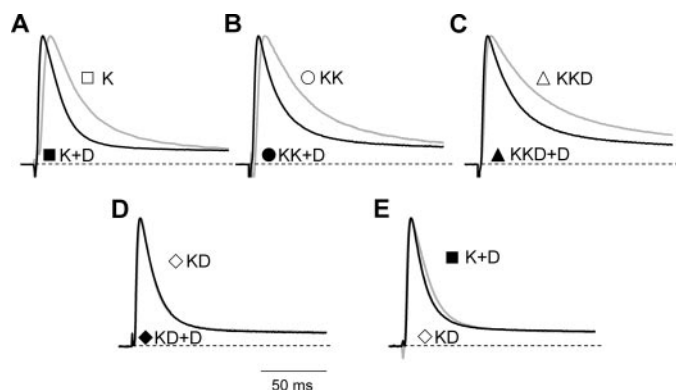 A
□ K
■ K+D
B
○ KK
● KK+D
C
△ KKD
▲ KKD+D
D
◇ KD
◆ KD+D
E
■ K+D
◇ KD
50 ms